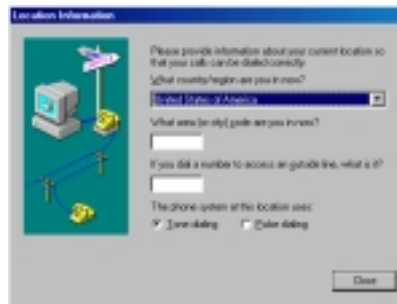 Location Information
Please provide information about your current location so
that your calls can be dialed correctly.
What country/region are you in now?
United States of America
What area (or city) code are you in now?
If you dial a number to access an outside line, what is it?
The phone system at this location uses:
Tone dialing Pulse dialing
Close